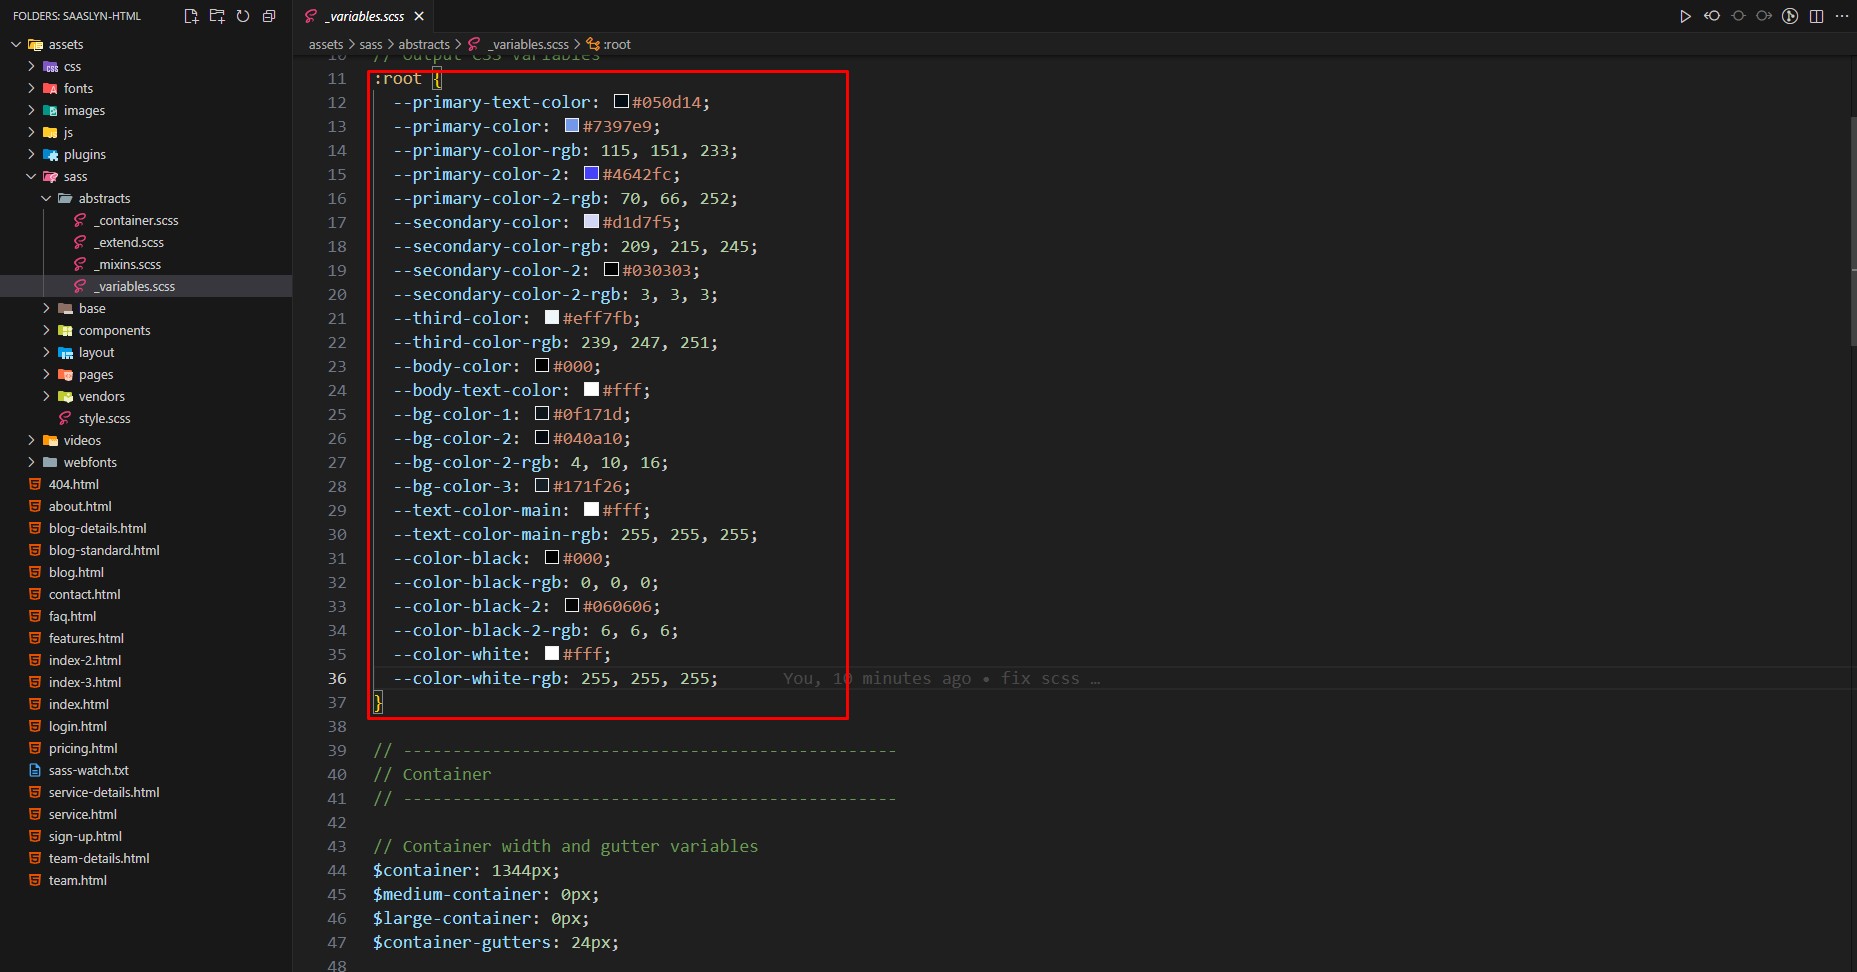 FOLDERS: SAASLYN-HTML
assets
css
fonts
images
js
plugins
sass
abstracts
_container.scss
_extend.scss
_mixins.scss
_variables.scss
base
components
layout
pages
vendors
style.scss
videos
webfonts
404.html
about.html
blog-details.html
blog-standard.html
blog.html
contact.html
faq.html
features.html
index-2.html
index-3.html
index.html
login.html
pricing.html
sass-watch.txt
service-details.html
service.html
sign-up.html
team-details.html
team.html
_variables.scss
assets > sass > abstracts > _variables.scss > :root
10 // Output CSS variables
11 :root {
12 --primary-text-color: #050d14;
13 --primary-color: #7397e9;
14 --primary-color-rgb: 115, 151, 233;
15 --primary-color-2: #4642fc;
16 --primary-color-2-rgb: 70, 66, 252;
17 --secondary-color: #d1d7f5;
18 --secondary-color-rgb: 209, 215, 245;
19 --secondary-color-2: #030303;
20 --secondary-color-2-rgb: 3, 3, 3;
21 --third-color: #eff7fb;
22 --third-color-rgb: 239, 247, 251;
23 --body-color: #000;
24 --body-text-color: #fff;
25 --bg-color-1: #0f171d;
26 --bg-color-2: #040a10;
27 --bg-color-2-rgb: 4, 10, 16;
28 --bg-color-3: #171f26;
29 --text-color-main: #fff;
30 --text-color-main-rgb: 255, 255, 255;
31 --color-black: #000;
32 --color-black-rgb: 0, 0, 0;
33 --color-black-2: #060606;
34 --color-black-2-rgb: 6, 6, 6;
35 --color-white: #fff;
36 --color-white-rgb: 255, 255, 255; You, 10 minutes ago • fix scss …
37 }
38
39 // --------------------------------------------------
40 // Container
41 // --------------------------------------------------
42
43 // Container width and gutter variables
44 $container: 1344px;
45 $medium-container: 0px;
46 $large-container: 0px;
47 $container-gutters: 24px;
48